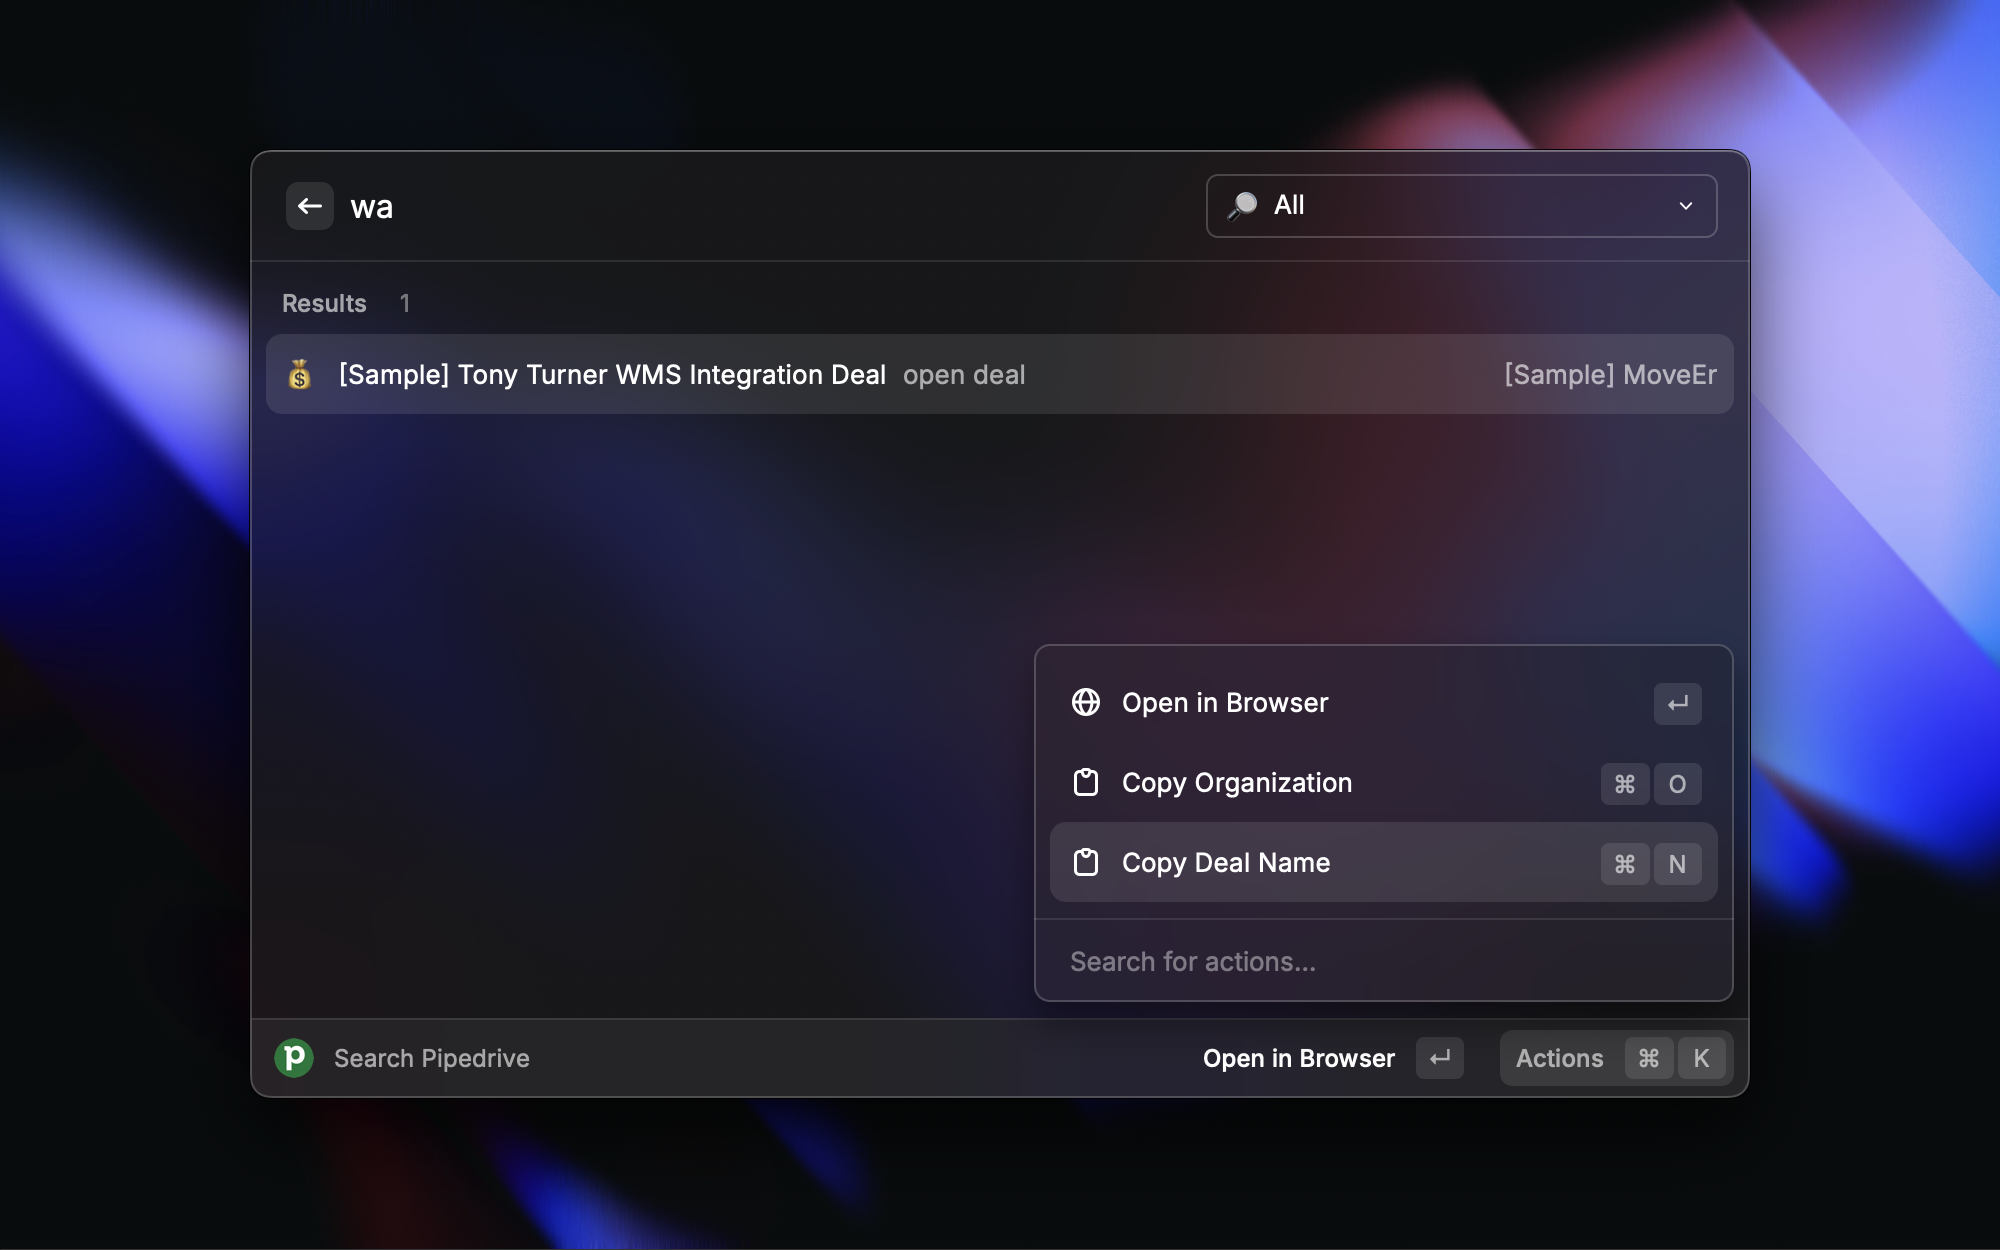 wa
All
Results 1
[Sample] Tony Turner WMS Integration Deal open deal [Sample] MoveEr
Open in Browser ↵
Copy Organization ⌘ O
Copy Deal Name ⌘ N
Search for actions...
p Search Pipedrive Open in Browser ↵ Actions ⌘ K